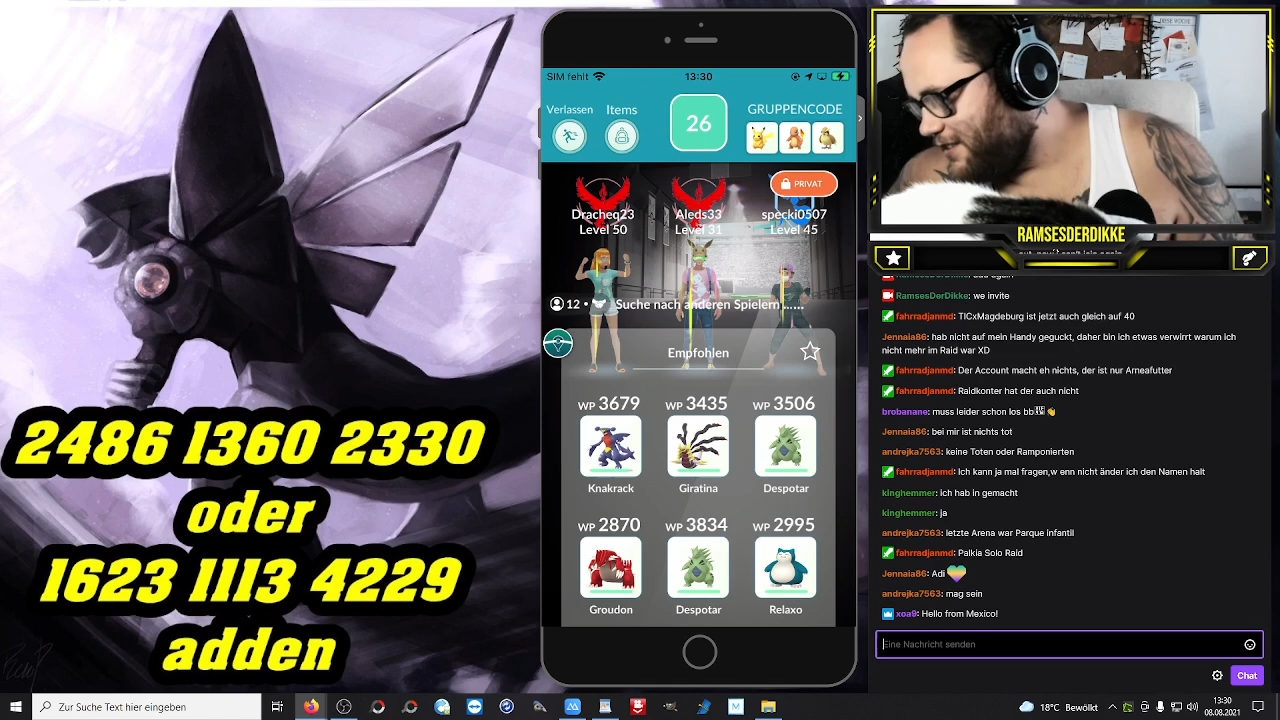 2486 1360 2330
oder
1623 1113 4229
adden
SIM fehlt
13:30
Verlassen
Items
26
GRUPPENCODE
PRIVAT
Dracheq23
Level 50
Aleds33
Level 31
specki0507
Level 45
12 • Suche nach anderen Spielern ......
Empfohlen
WP 3679
WP 3435
WP 3506
Knakrack
Giratina
Despotar
WP 2870
WP 3834
WP 2995
Groudon
Despotar
Relaxo
DIESE WOCHE
RAMSESDERDIKKE
RamsesDerDikke: we invite
fahrradjanmd: TICxMagdeburg ist jetzt auch gleich auf 40
Jennaia86: hab nicht auf mein Handy geguckt, daher bin ich etwas verwirrt warum ich
nicht mehr im Raid war XD
fahrradjanmd: Der Account macht eh nichts, der ist nur Arneafutter
fahrradjanmd: Raidkonter hat der auch nicht
brobanane: muss leider schon los bb
Jennaia86: bei mir ist nichts tot
andrejka7563: keine Toten oder Ramponierten
fahrradjanmd: Ich kann ja mal fragen,w enn nicht änder ich den Namen halt
kinghemmer: ich hab in gemacht
kinghemmer: ja
andrejka7563: letzte Arena war Parque infantil
fahrradjanmd: Palkia Solo Raid
Jennaia86: Adi
andrejka7563: mag sein
xoa9: Hello from Mexico!
Eine Nachricht senden
Chat
Zur Suche Text hier eingeben
18°C Bewölkt
13:30
08.08.2021